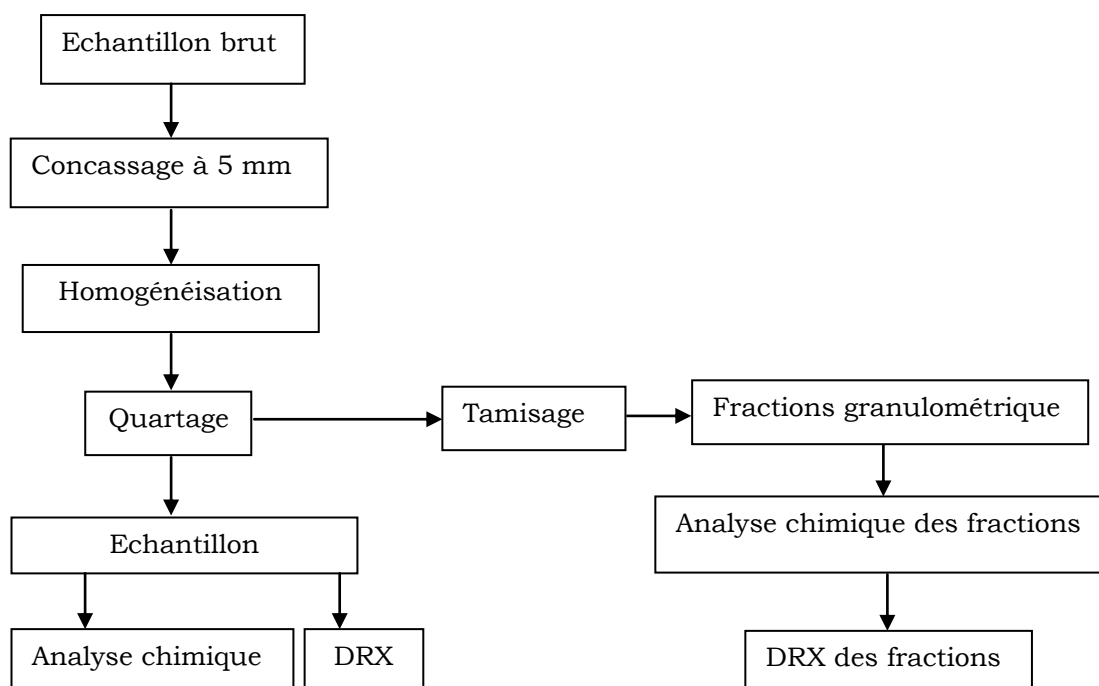 Echantillon brut
Concassage à 5 mm
Homogénéisation
Quartage
Tamisage
Fractions granulométrique
Echantillon
Analyse chimique des fractions
Analyse chimique
DRX
DRX des fractions